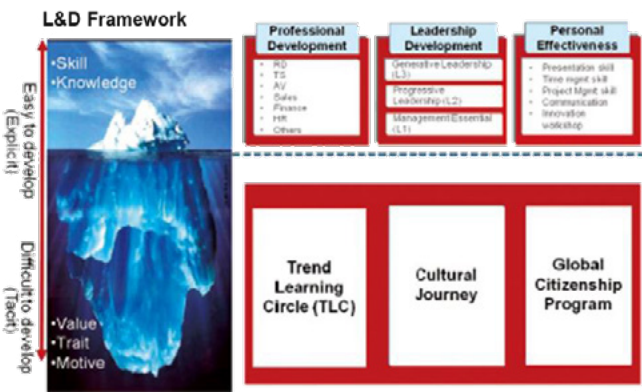 L&D Framework
•Skill
•Knowledge
•Value
•Trait
•Motive
Easy to develop
(Explicit)
Difficult to develop
(Tacit)
Professional
Development
• RD
• TS
• AV
• Sales
• Finance
• HR
• Others
Leadership
Development
Generative Leadership
(L3)
Progressive
Leadership (L2)
Management Essential
(L1)
Personal
Effectiveness
• Presentation skill
• Time mgmt skill
• Project Mgmt skill
• Communication
• Innovation
workshop
Trend
Learning
Circle (TLC)
Cultural
Journey
Global
Citizenship
Program